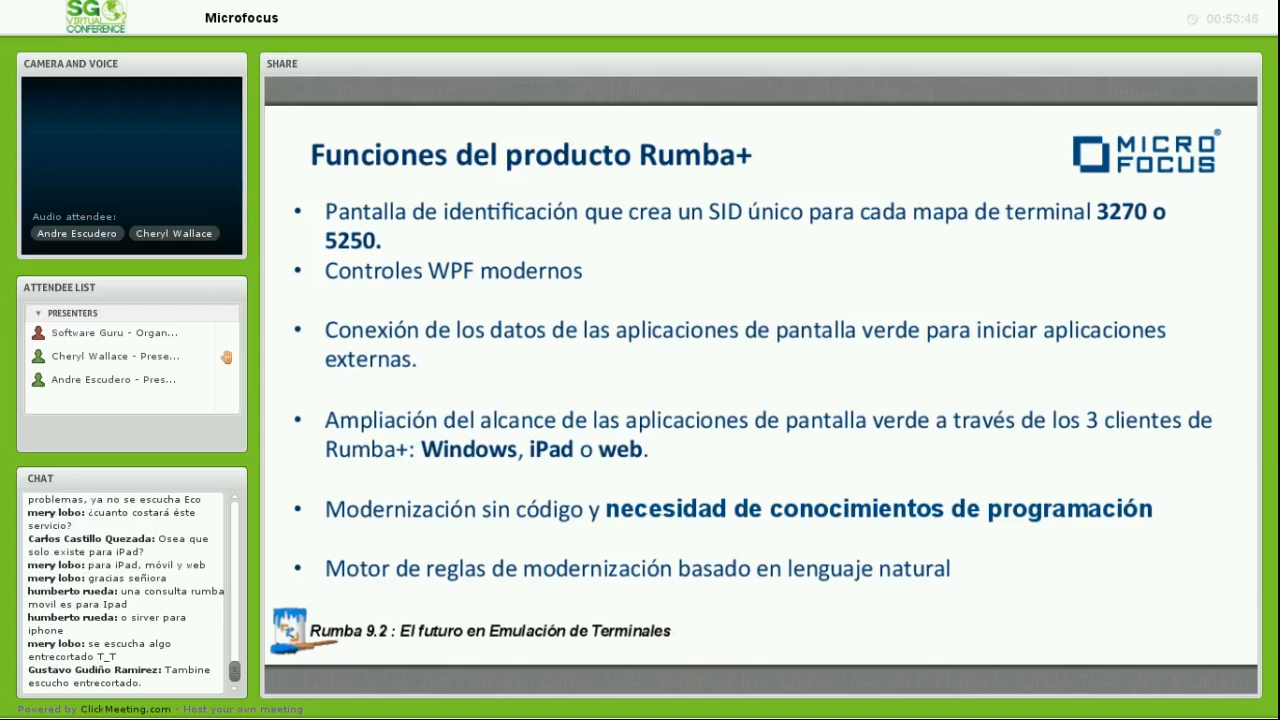 SG
VIRTUAL
CONFERENCE
Microfocus
00:53:45
CAMERA AND VOICE
Audio attendee:
Andre Escudero
Cheryl Wallace
ATTENDEE LIST
PRESENTERS
Software Guru - Organ...
Cheryl Wallace - Prese...
Andre Escudero - Pres...
CHAT
problemas, ya no se escucha Eco
mery lobo: ¿cuanto costará éste
servicio?
Carlos Castillo Quezada: Osea que
solo existe para iPad?
mery lobo: para iPad, móvil y web
mery lobo: gracias señora
humberto rueda: una consulta rumba
movil es para Ipad
humberto rueda: o sirver para
iphone
mery lobo: se escucha algo
entrecortado T_T
Gustavo Gudiño Ramirez: Tambine
escucho entrecortado.
SHARE
Funciones del producto Rumba+
MICRO
FOCUS®
• Pantalla de identificación que crea un SID único para cada mapa de terminal 3270 o
5250.
• Controles WPF modernos
• Conexión de los datos de las aplicaciones de pantalla verde para iniciar aplicaciones
externas.
• Ampliación del alcance de las aplicaciones de pantalla verde a través de los 3 clientes de
Rumba+: Windows, iPad o web.
• Modernización sin código y necesidad de conocimientos de programación
• Motor de reglas de modernización basado en lenguaje natural
R
Rumba 9.2 : El futuro en Emulación de Terminales
Powered by ClickMeeting.com - Host your own meeting